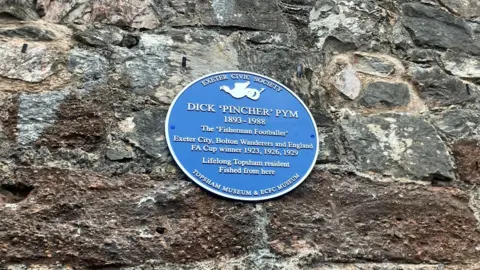 EXETER CIVIC SOCIETY
DICK 'PINCHER' PYM
1893 - 1988
The "Fisherman Footballer"
Exeter City, Bolton Wanderers and England
FA Cup winner 1923, 1926, 1929
Lifelong Topsham resident
Fished from here
TOPSHAM MUSEUM & ECFC MUSEUM